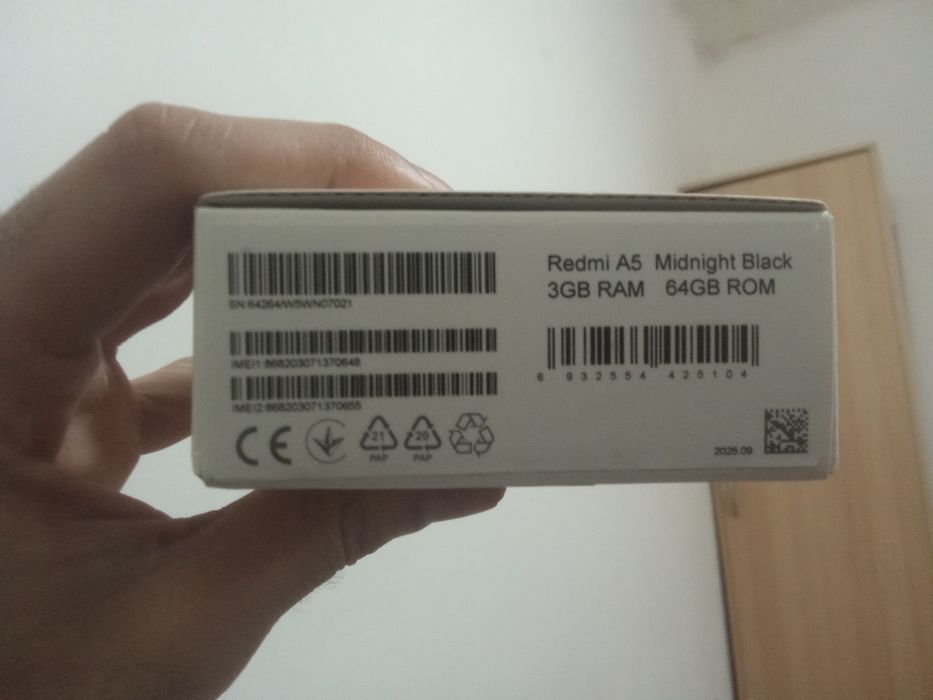 SN:64264/W5WN07021
IMEI1:868203071370648
IMEI2:868203071370655
CE
21
PAP
20
PAP
Redmi A5 Midnight Black
3GB RAM 64GB ROM
6 932554 425104
2025.09